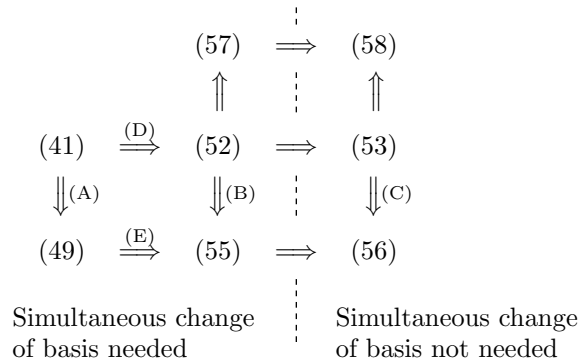 (57) ⟹ (58)
⇑ ⇑
(41) (D) ⟹ (52) ⟹ (53)
⇓(A) ⇓(B) ⇓(C)
(49) (E) ⟹ (55) ⟹ (56)
Simultaneous change
of basis needed
Simultaneous change
of basis not needed